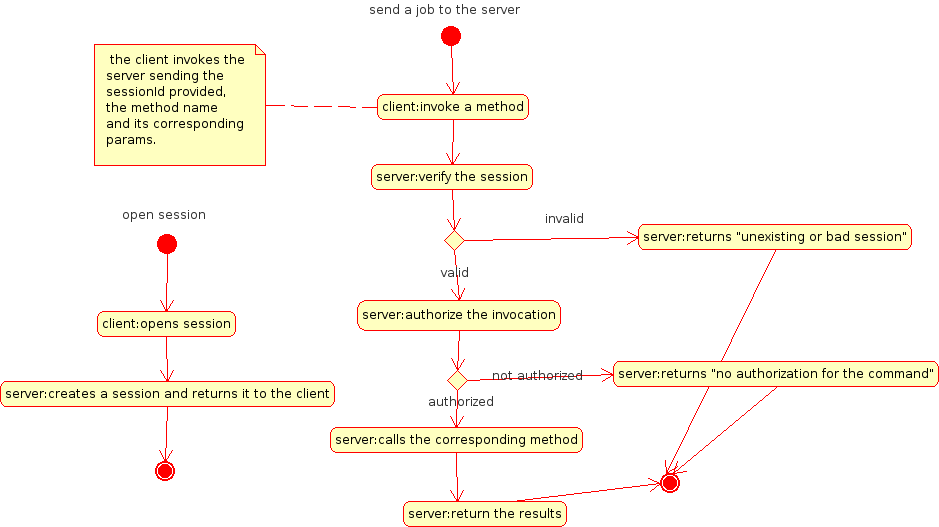 send a job to the server
the client invokes the
server sending the
sessionId provided,
the method name
and its corresponding
params.
client:invoke a method
server:verify the session
open session
invalid
server:returns "unexisting or bad session"
valid
client:opens session
server:authorize the invocation
not authorized
server:returns "no authorization for the command"
server:creates a session and returns it to the client
authorized
server:calls the corresponding method
server:return the results